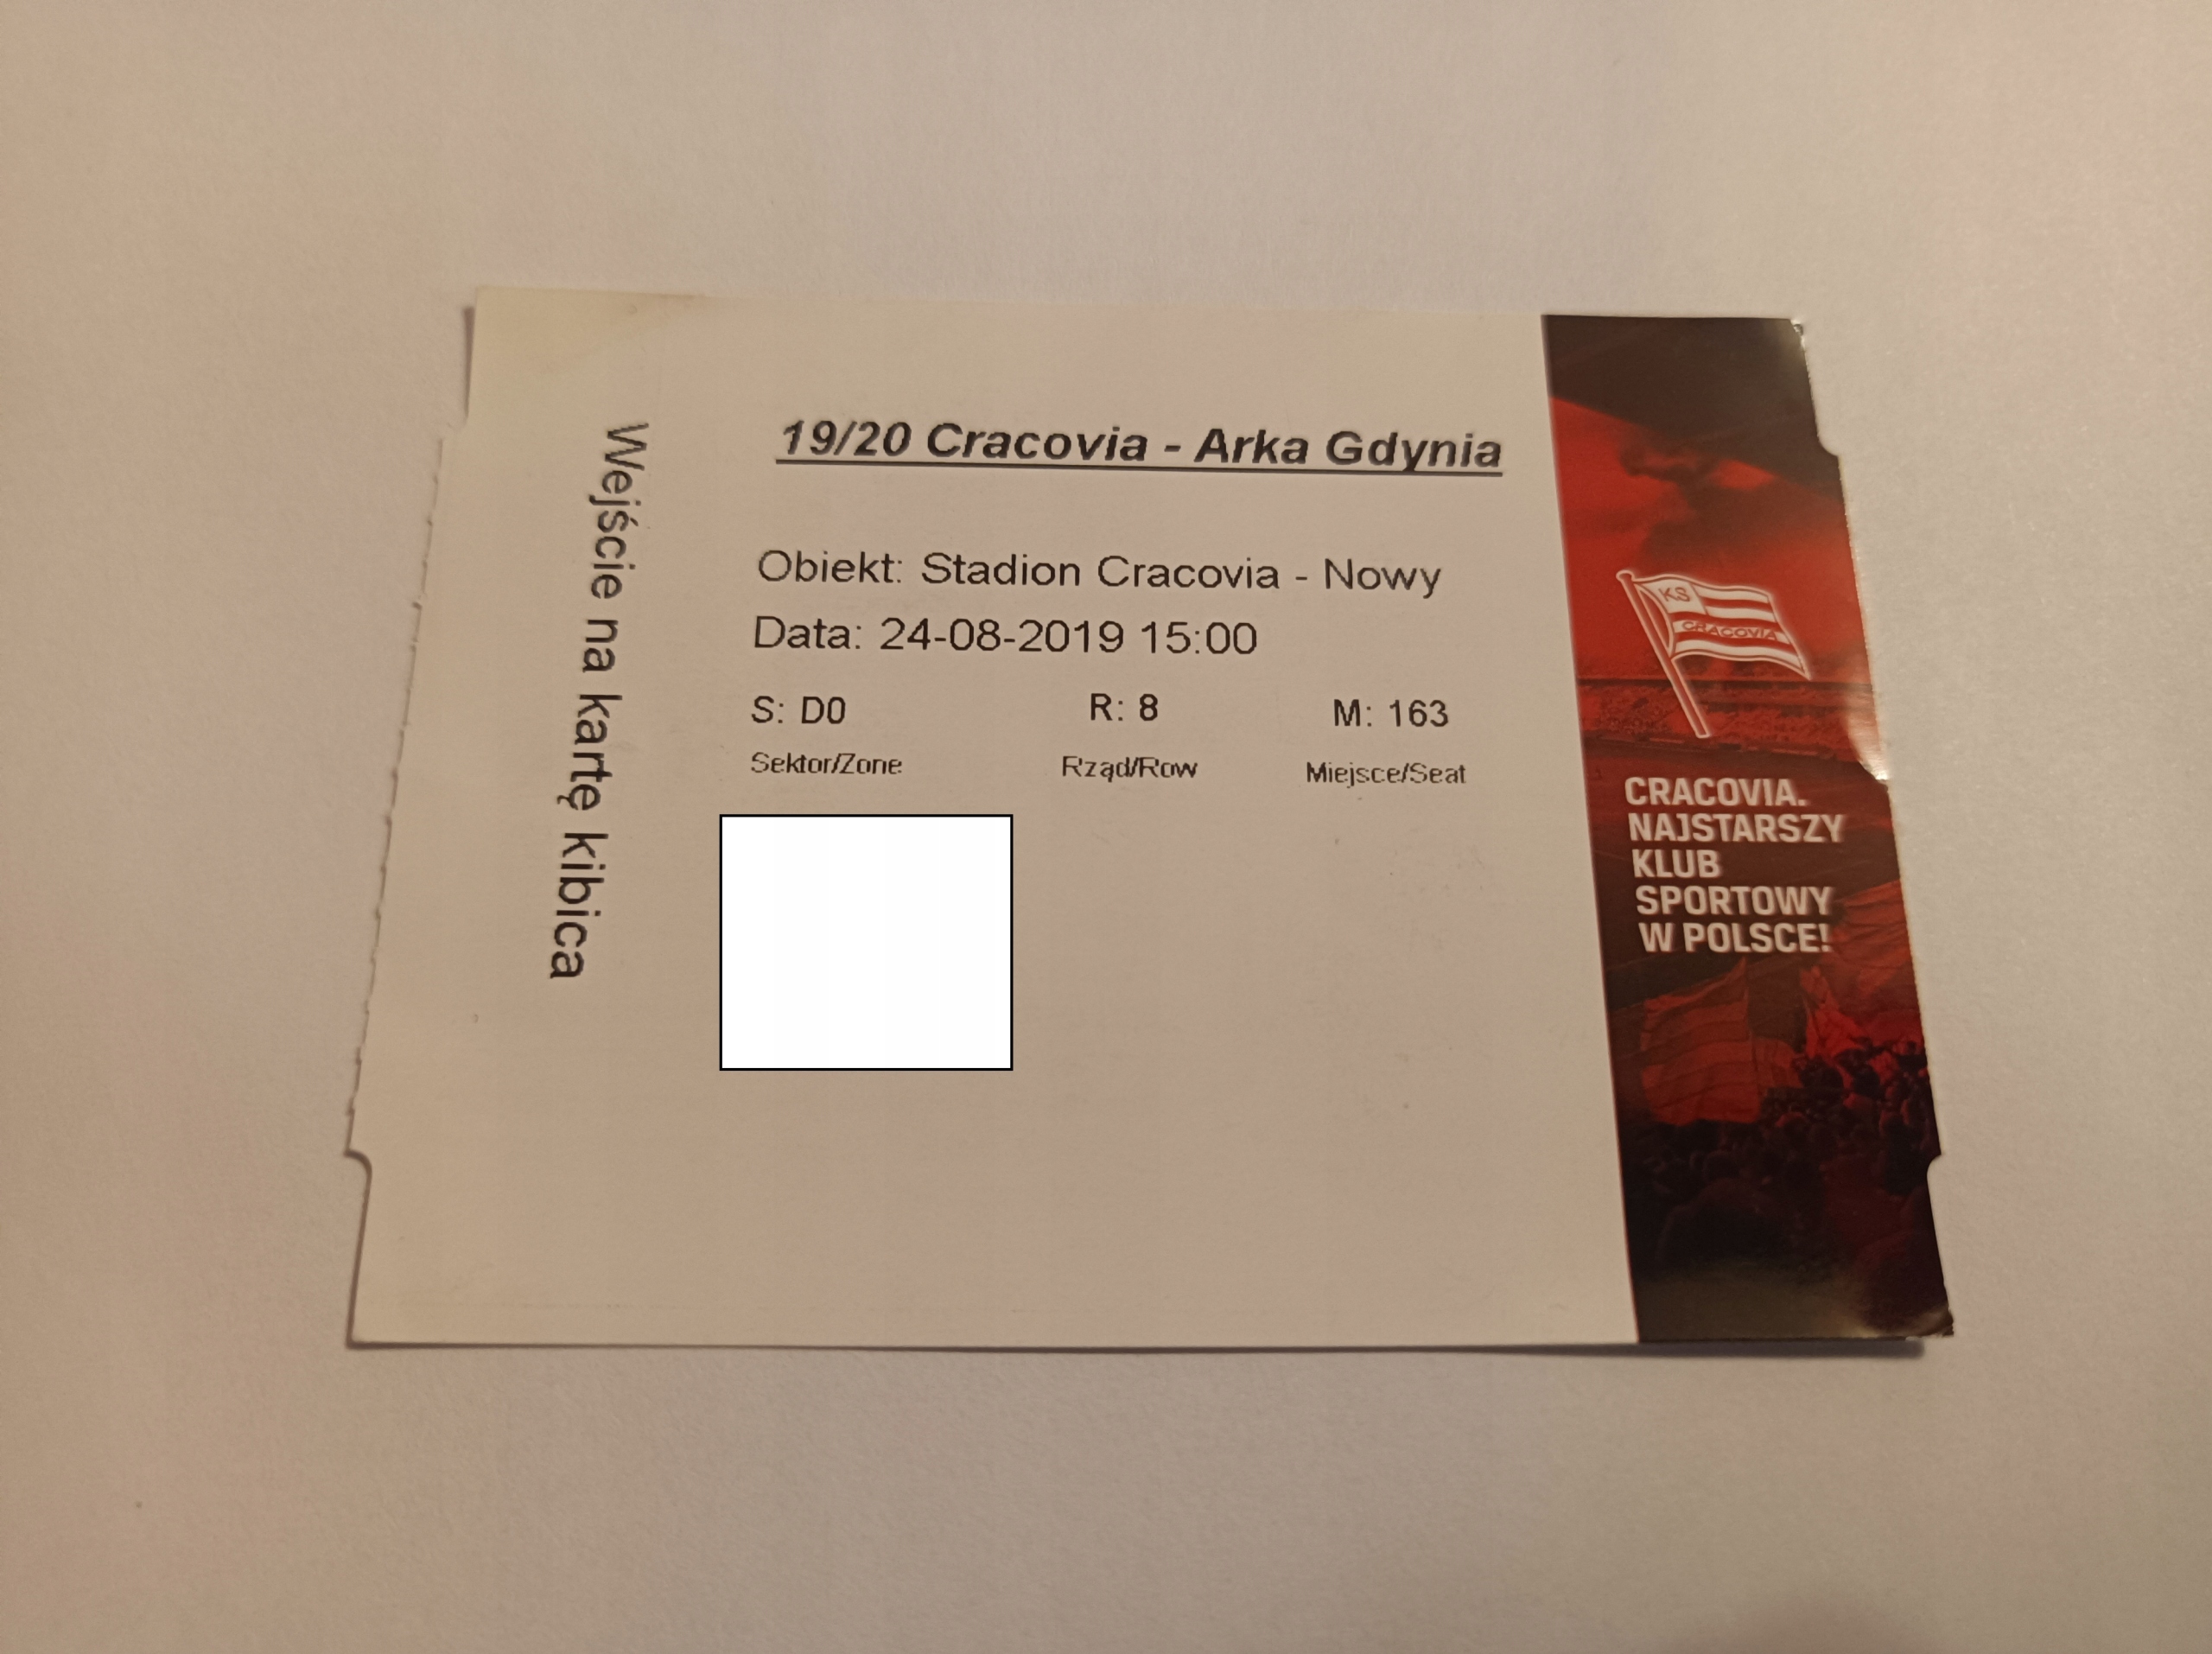 Wejście na kartę kibica
19/20 Cracovia - Arka Gdynia
Obiekt: Stadion Cracovia - Nowy
Data: 24-08-2019 15:00
S: D0 R: 8 M: 163
Sektor/Zone Rząd/Row Miejsce/Seat
KS
CRACOVIA
CRACOVIA.
NAJSTARSZY
KLUB
SPORTOWY
W POLSCE!